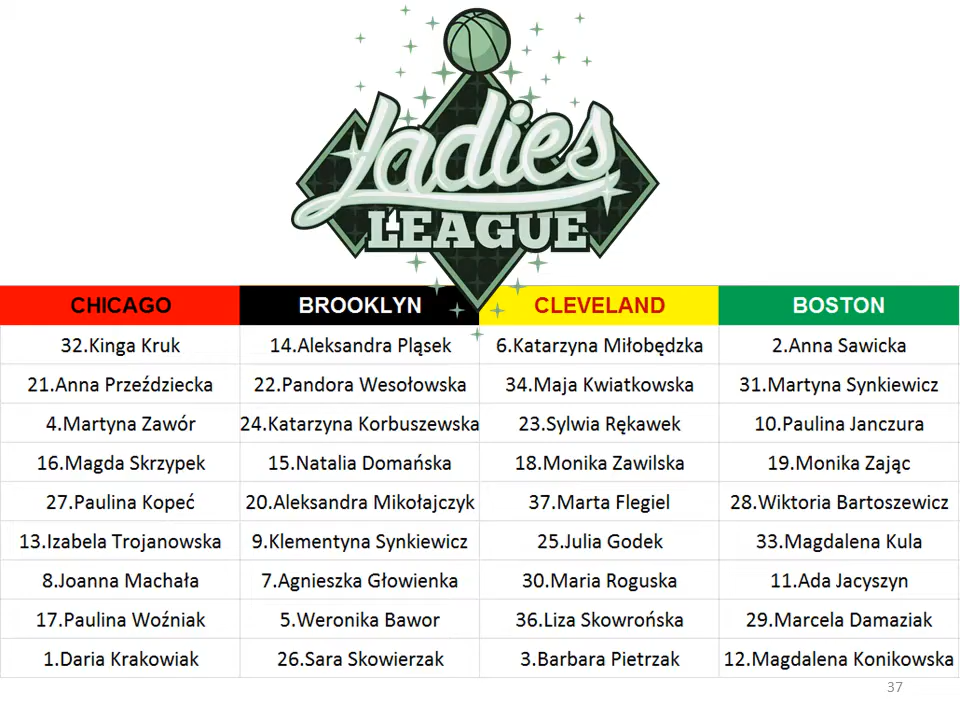 Ladies
LEAGUE
CHICAGO BROOKLYN CLEVELAND BOSTON
32.Kinga Kruk 14.Aleksandra Pląsek 6.Katarzyna Miłobędzka 2.Anna Sawicka
21.Anna Przeździecka 22.Pandora Wesołowska 34.Maja Kwiatkowska 31.Martyna Synkiewicz
4.Martyna Zawór 24.Katarzyna Korbuszewska 23.Sylwia Rękawek 10.Paulina Janczura
16.Magda Skrzypek 15.Natalia Domańska 18.Monika Zawilska 19.Monika Zając
27.Paulina Kopeć 20.Aleksandra Mikołajczyk 37.Marta Flegiel 28.Wiktoria Bartoszewicz
13.Izabela Trojanowska 9.Klementyna Synkiewicz 25.Julia Godek 33.Magdalena Kula
8.Joanna Machała 7.Agnieszka Głowienka 30.Maria Roguska 11.Ada Jacyszyn
17.Paulina Woźniak 5.Weronika Bawor 36.Liza Skowrońska 29.Marcela Damaziak
1.Daria Krakowiak 26.Sara Skowierzak 3.Barbara Pietrzak 12.Magdalena Konikowska
37